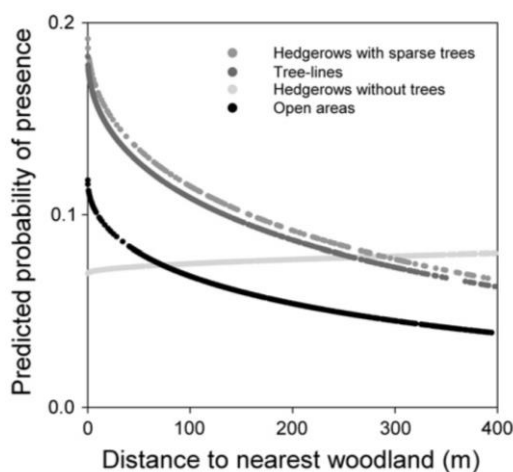 0.2
Hedgerows with sparse trees
Tree-lines
Hedgerows without trees
Open areas
Predicted probability of presence
0.1
0.0
0 100 200 300 400
Distance to nearest woodland (m)